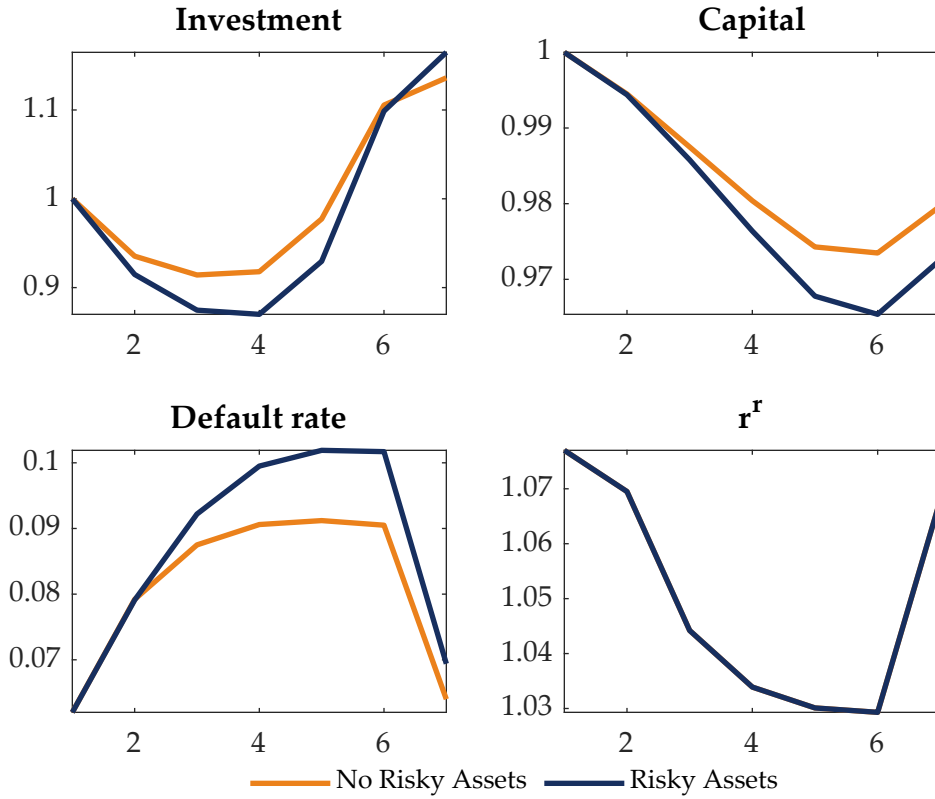 Investment
Capital
1.1
1
0.9
2 4 6
1
0.99
0.98
0.97
2 4 6
Default rate
r^r
0.1
0.09
0.08
0.07
2 4 6
1.07
1.06
1.05
1.04
1.03
2 4 6
No Risky Assets
Risky Assets